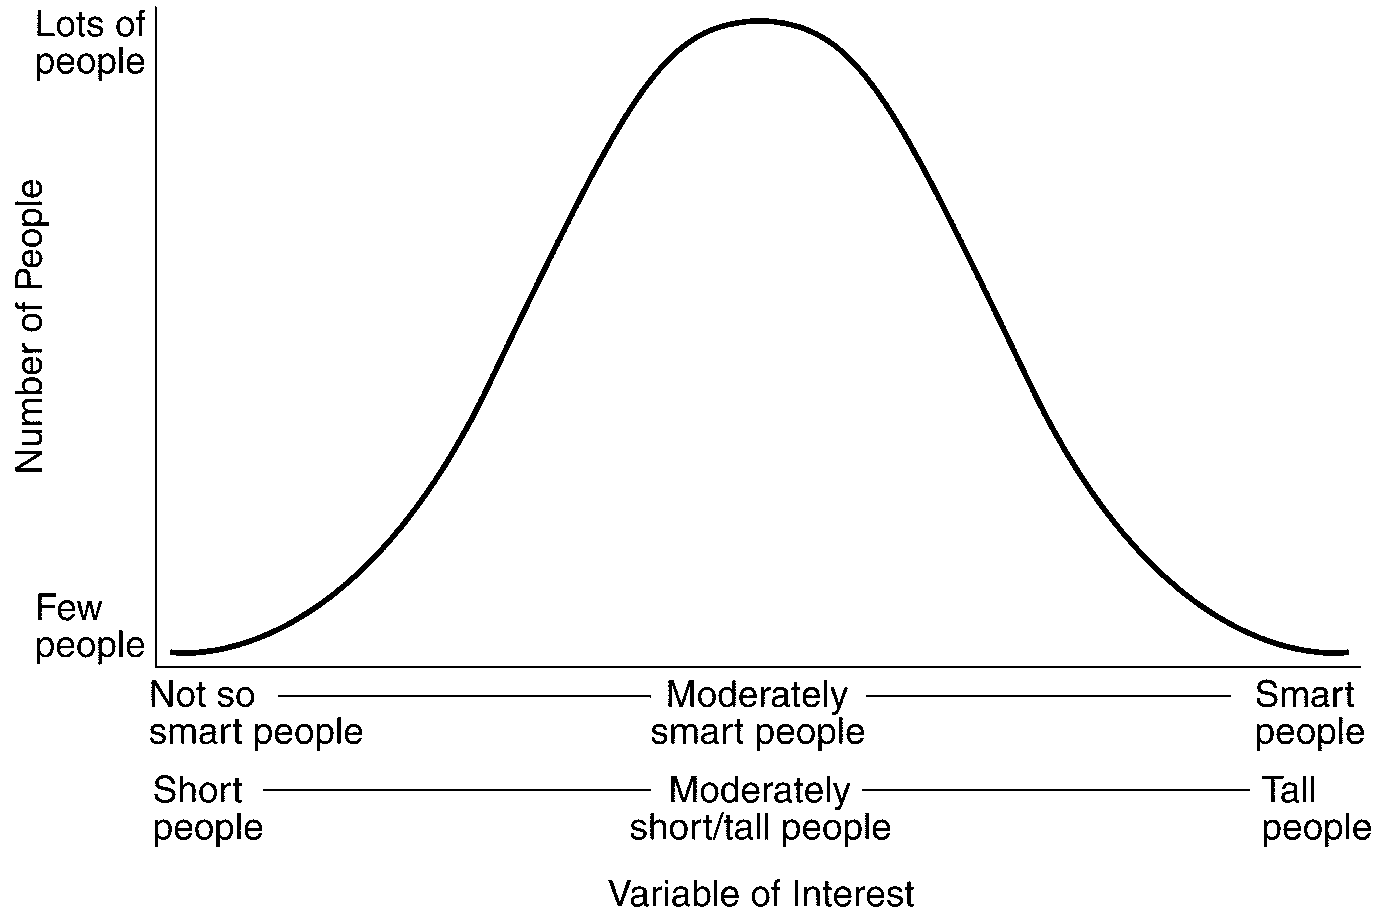 Lots of
people
Number of People
Few
people
Not so
smart people
Moderately
smart people
Smart
people
Short
people
Moderately
short/tall people
Tall
people
Variable of Interest